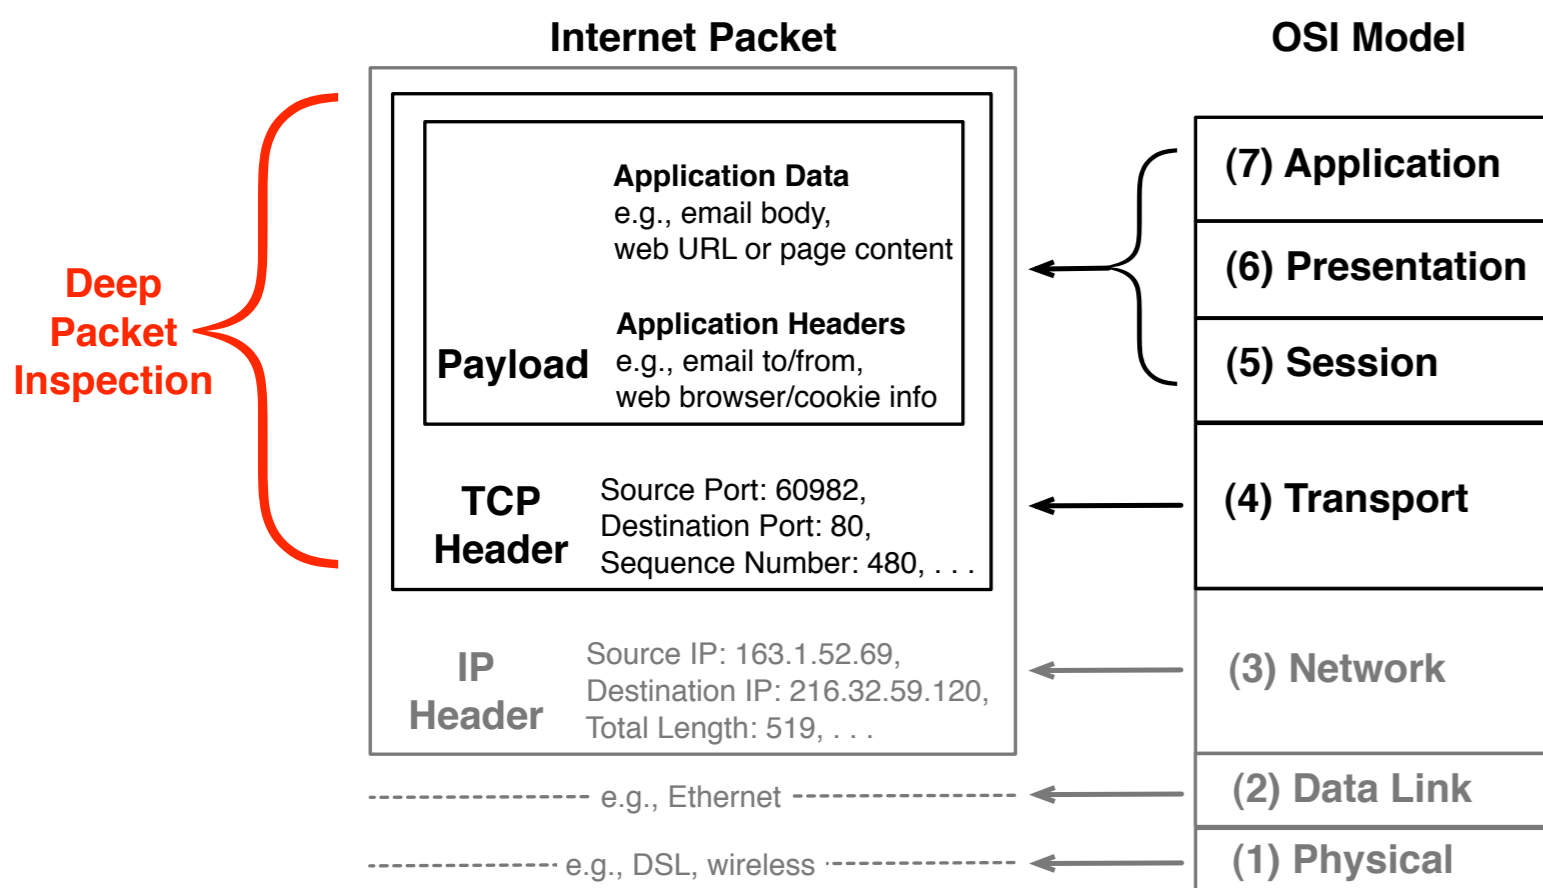 Internet Packet
OSI Model
Deep
Packet
Inspection
Application Data
e.g., email body,
web URL or page content
Application Headers
Payload
e.g., email to/from,
web browser/cookie info
TCP
Header
Source Port: 60982,
Destination Port: 80,
Sequence Number: 480, . . .
IP
Header
Source IP: 163.1.52.69,
Destination IP: 216.32.59.120,
Total Length: 519, . . .
e.g., Ethernet
e.g., DSL, wireless
(7) Application
(6) Presentation
(5) Session
(4) Transport
(3) Network
(2) Data Link
(1) Physical